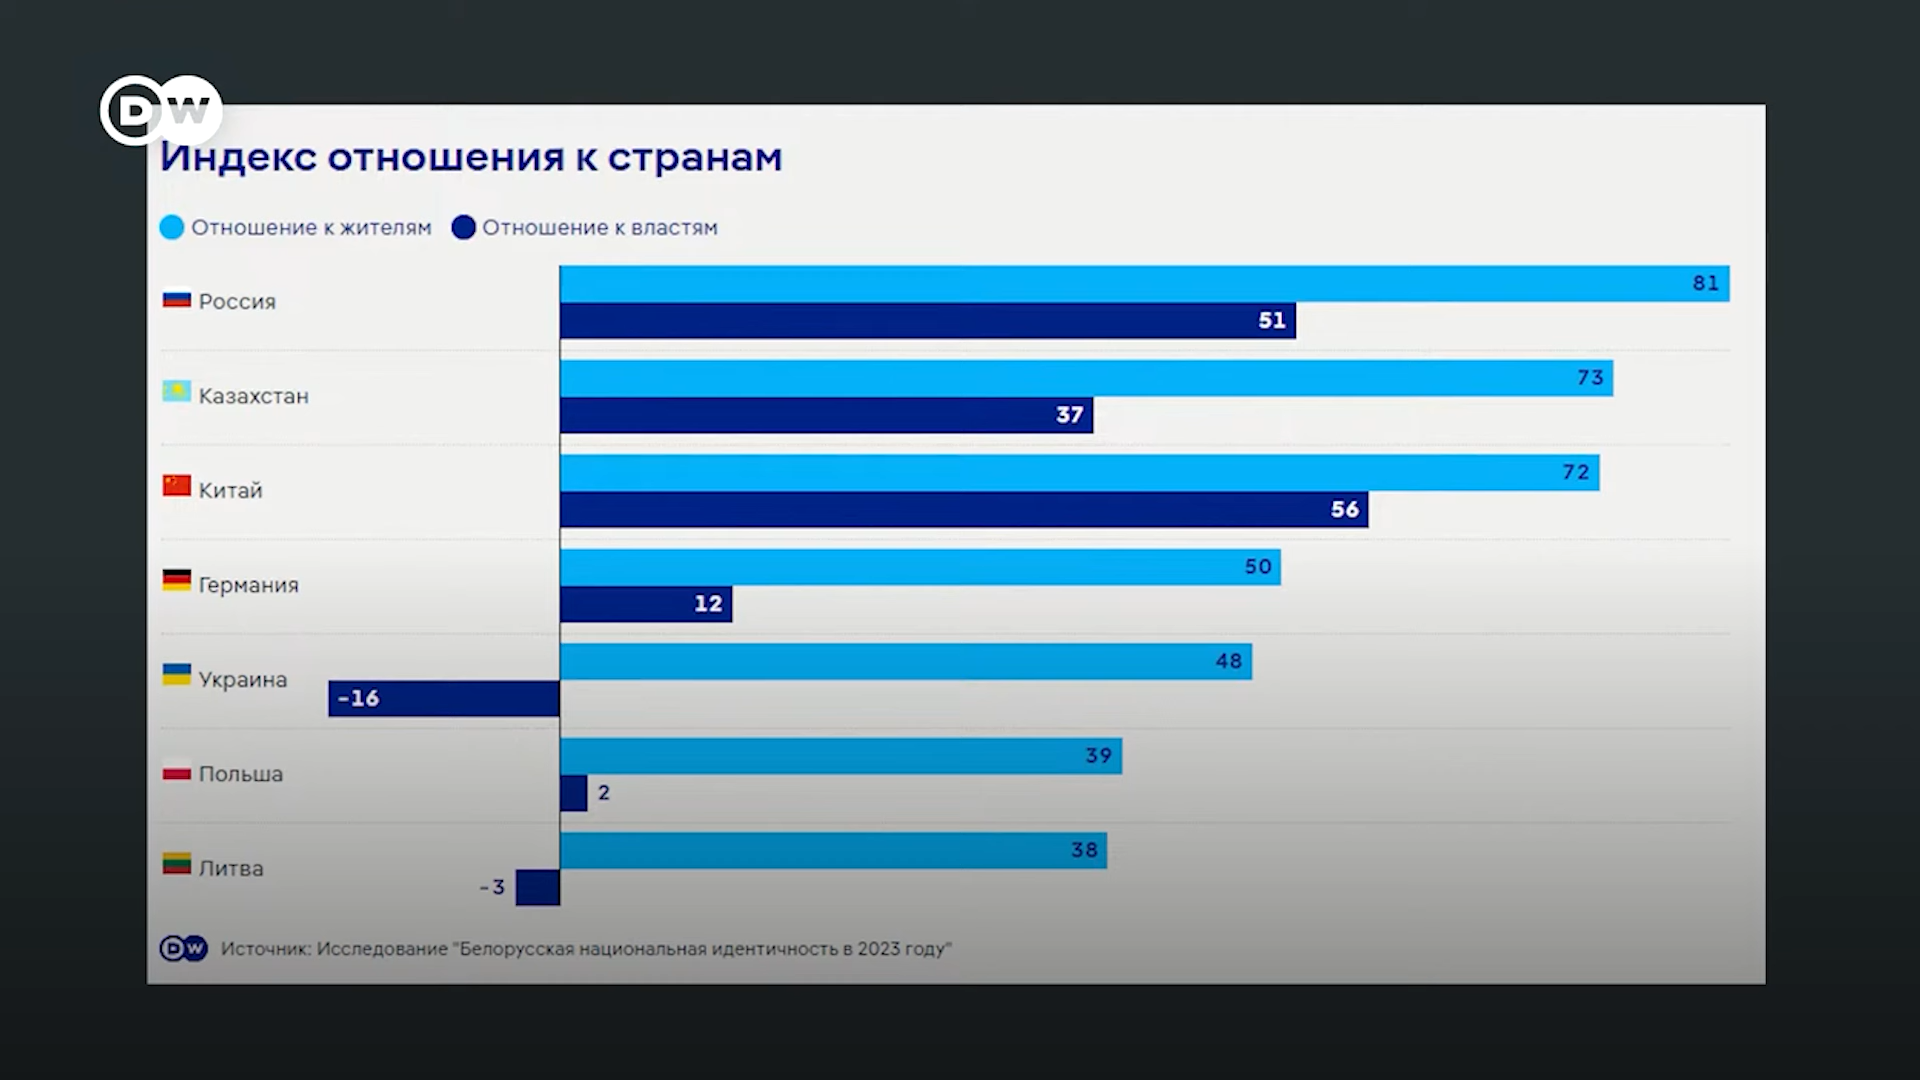 DW
Индекс отношения к странам
Отношение к жителям Отношение к властям
Россия
81
51
Казахстан
73
37
Китай
72
56
Германия
50
12
Украина
48
-16
Польша
39
2
Литва
38
-3
DW Источник: Исследование "Белорусская национальная идентичность в 2023 году"